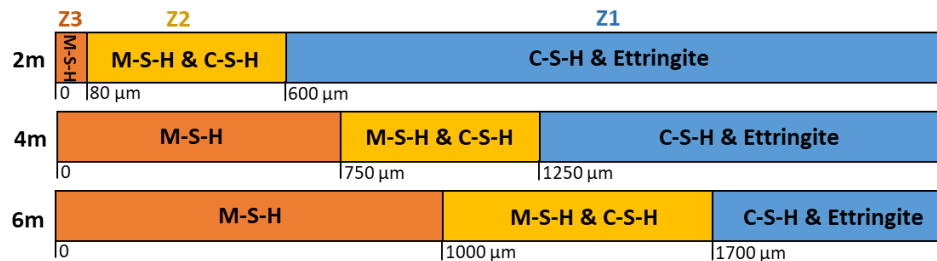 Z3 Z2 Z1
2m M-S-H M-S-H & C-S-H C-S-H & Ettringite
0 80 µm 600 µm
4m M-S-H M-S-H & C-S-H C-S-H & Ettringite
0 750 µm 1250 µm
6m M-S-H M-S-H & C-S-H C-S-H & Ettringite
0 1000 µm 1700 µm